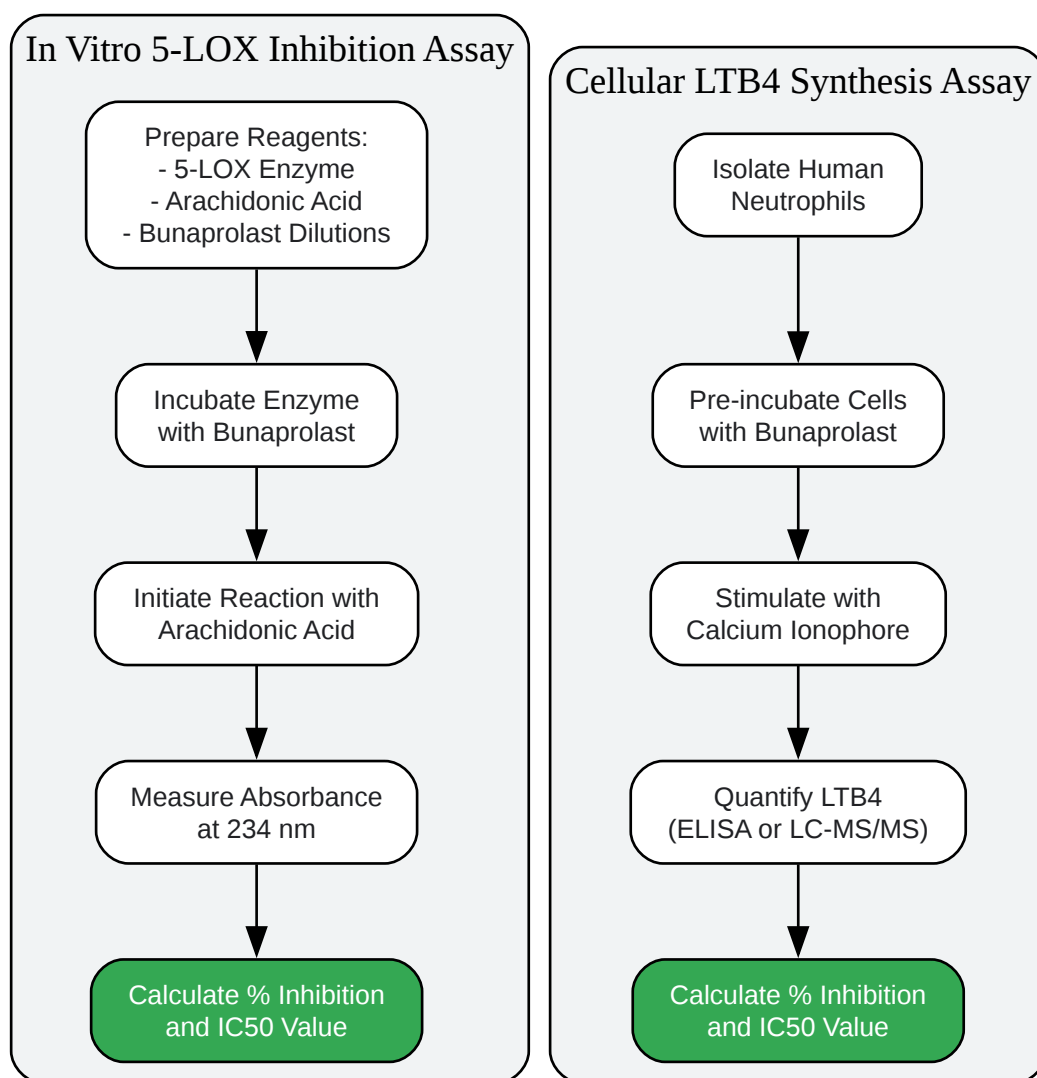 In Vitro 5-LOX Inhibition Assay
Prepare Reagents:
- 5-LOX Enzyme
- Arachidonic Acid
- Bunaprolast Dilutions
Incubate Enzyme
with Bunaprolast
Initiate Reaction with
Arachidonic Acid
Measure Absorbance
at 234 nm
Calculate % Inhibition
and IC50 Value
Cellular LTB4 Synthesis Assay
Isolate Human
Neutrophils
Pre-incubate Cells
with Bunaprolast
Stimulate with
Calcium Ionophore
Quantify LTB4
(ELISA or LC-MS/MS)
Calculate % Inhibition
and IC50 Value